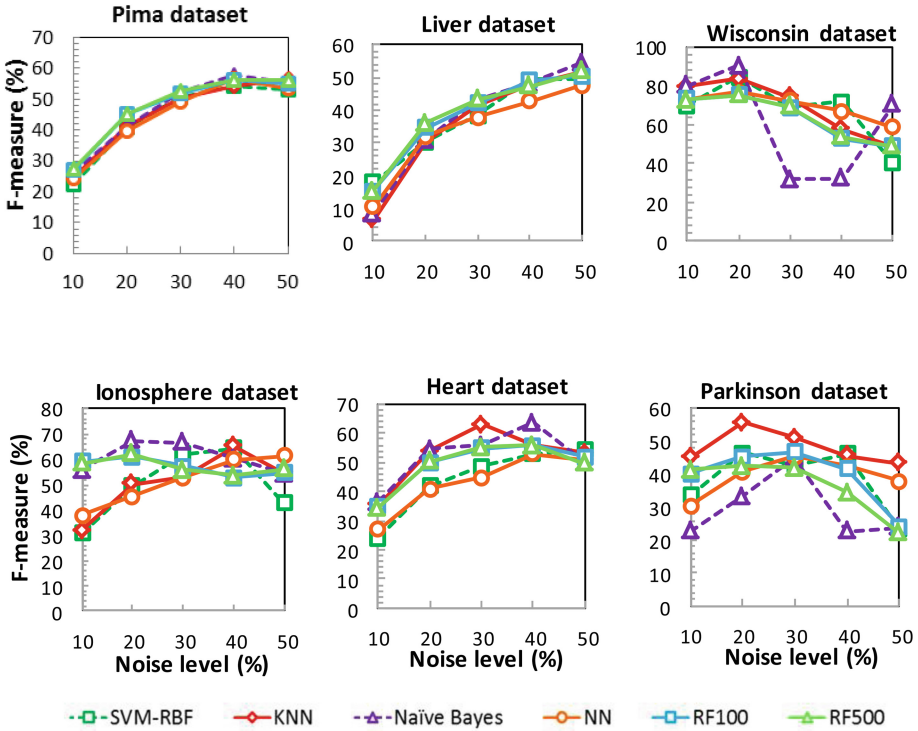 Pima dataset
Liver dataset
Wisconsin dataset
F-measure (%)
70
60
50
40
30
20
10
0
10 20 30 40 50
60
50
40
30
20
10
0
10 20 30 40 50
100
80
60
40
20
0
10 20 30 40 50
Ionosphere dataset
Heart dataset
Parkinson dataset
F-measure (%)
80
70
60
50
40
30
20
10
0
10 20 30 40 50
Noise level (%)
70
60
50
40
30
20
10
0
10 20 30 40 50
Noise level (%)
60
50
40
30
20
10
0
10 20 30 40 50
Noise level (%)
SVM-RBF KNN Naïve Bayes NN RF100 RF500